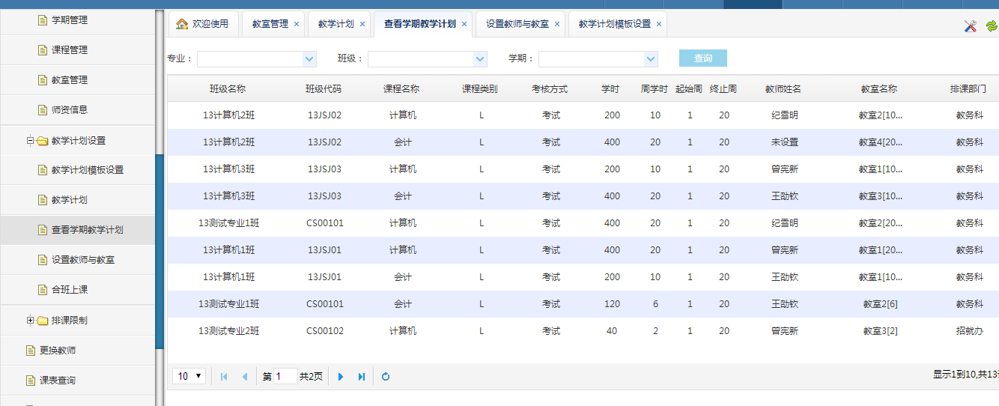 学期管理
课程管理
教室管理
师资信息
教学计划设置
教学计划模板设置
教学计划
查看学期教学计划
设置教师与教室
合班上课
排课限制
更换教师
课表查询
欢迎使用 教室管理 × 教学计划 × 查看学期教学计划 × 设置教师与教室 × 教学计划模板设置 ×
专业： 班级： 学期： 查询
班级名称 班级代码 课程名称 课程类别 考核方式 学时 周学时 起始周 终止周 教师姓名 教室名称 排课部门
13计算机2班 13JSJ02 计算机 L 考试 200 10 1 20 纪雪明 教室2[10... 教务科
13计算机2班 13JSJ02 会计 L 考试 400 20 1 20 未设置 教室4[20... 教务科
13计算机3班 13JSJ03 计算机 L 考试 200 10 1 20 曾宪新 教室1[10... 教务科
13计算机3班 13JSJ03 会计 L 考试 400 20 1 20 王劭钦 教室3[10... 教务科
13测试专业1班 CS00101 计算机 L 考试 400 20 1 20 纪雪明 教室2[20... 教务科
13计算机1班 13JSJ01 计算机 L 考试 400 20 1 20 曾宪新 教室1[20... 教务科
13计算机1班 13JSJ01 会计 L 考试 200 10 1 20 王劭钦 教室1[10... 教务科
13测试专业1班 CS00101 会计 L 考试 120 6 1 20 王劭钦 教室2[6] 教务科
13测试专业2班 CS00102 计算机 L 考试 40 2 1 20 曾宪新 教室3[2] 招就办
10 第 1 共2页 显示1到10,共13